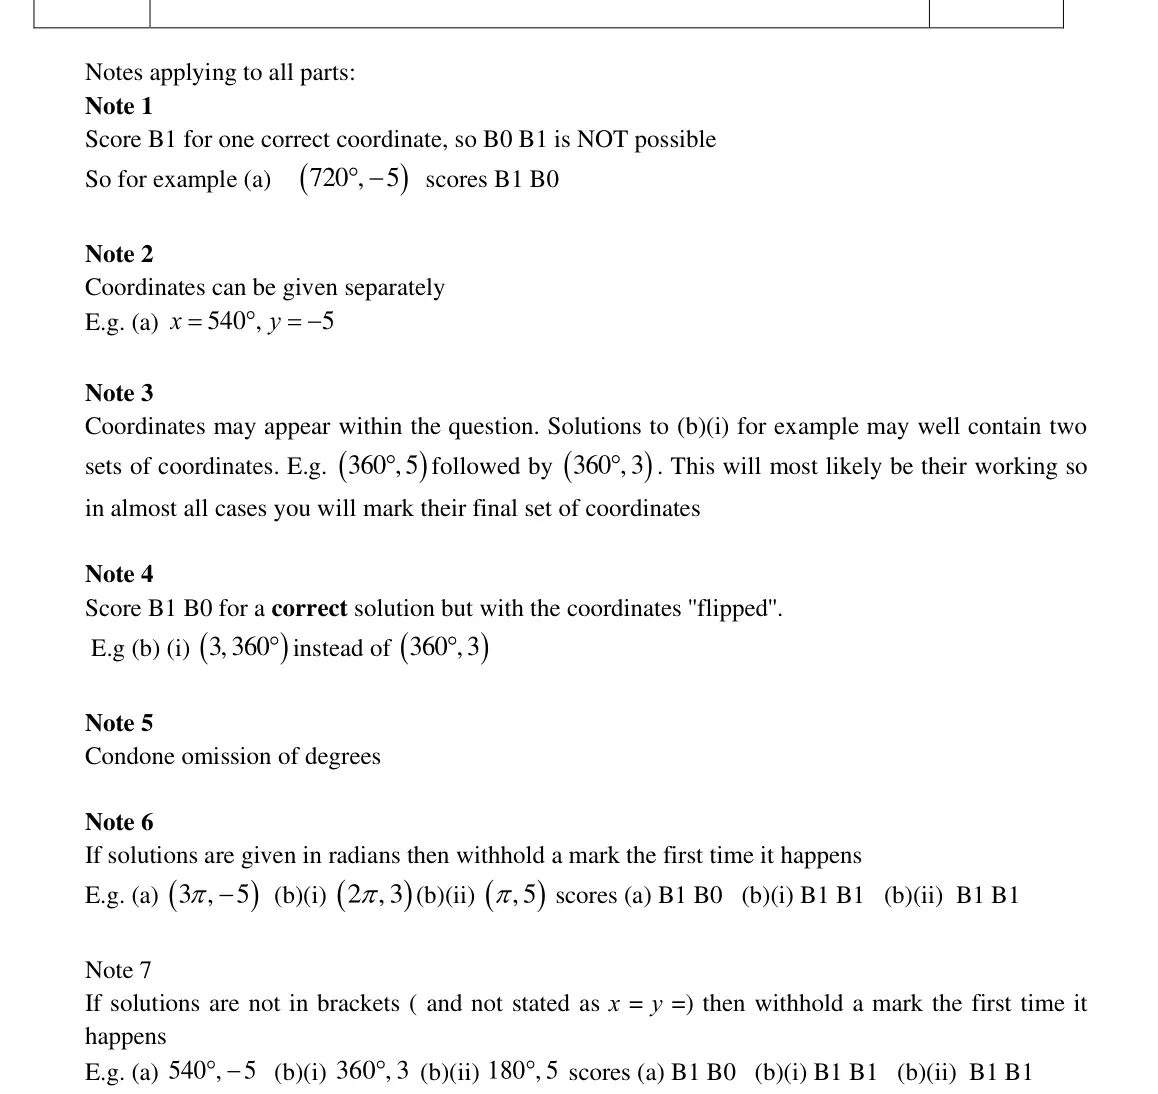 Notes applying to all parts:
Note 1
Score B1 for one correct coordinate, so B0 B1 is NOT possible
So for example (a) (720°, −5) scores B1 B0
Note 2
Coordinates can be given separately
E.g. (a) x = 540°, y = −5
Note 3
Coordinates may appear within the question. Solutions to (b)(i) for example may well contain two
sets of coordinates. E.g. (360°, 5) followed by (360°, 3). This will most likely be their working so
in almost all cases you will mark their final set of coordinates
Note 4
Score B1 B0 for a correct solution but with the coordinates "flipped".
E.g (b) (i) (3, 360°) instead of (360°, 3)
Note 5
Condone omission of degrees
Note 6
If solutions are given in radians then withhold a mark the first time it happens
E.g. (a) (3π, −5) (b)(i) (2π, 3) (b)(ii) (π, 5) scores (a) B1 B0 (b)(i) B1 B1 (b)(ii) B1 B1
Note 7
If solutions are not in brackets ( and not stated as x = y =) then withhold a mark the first time it
happens
E.g. (a) 540°, −5 (b)(i) 360°, 3 (b)(ii) 180°, 5 scores (a) B1 B0 (b)(i) B1 B1 (b)(ii) B1 B1